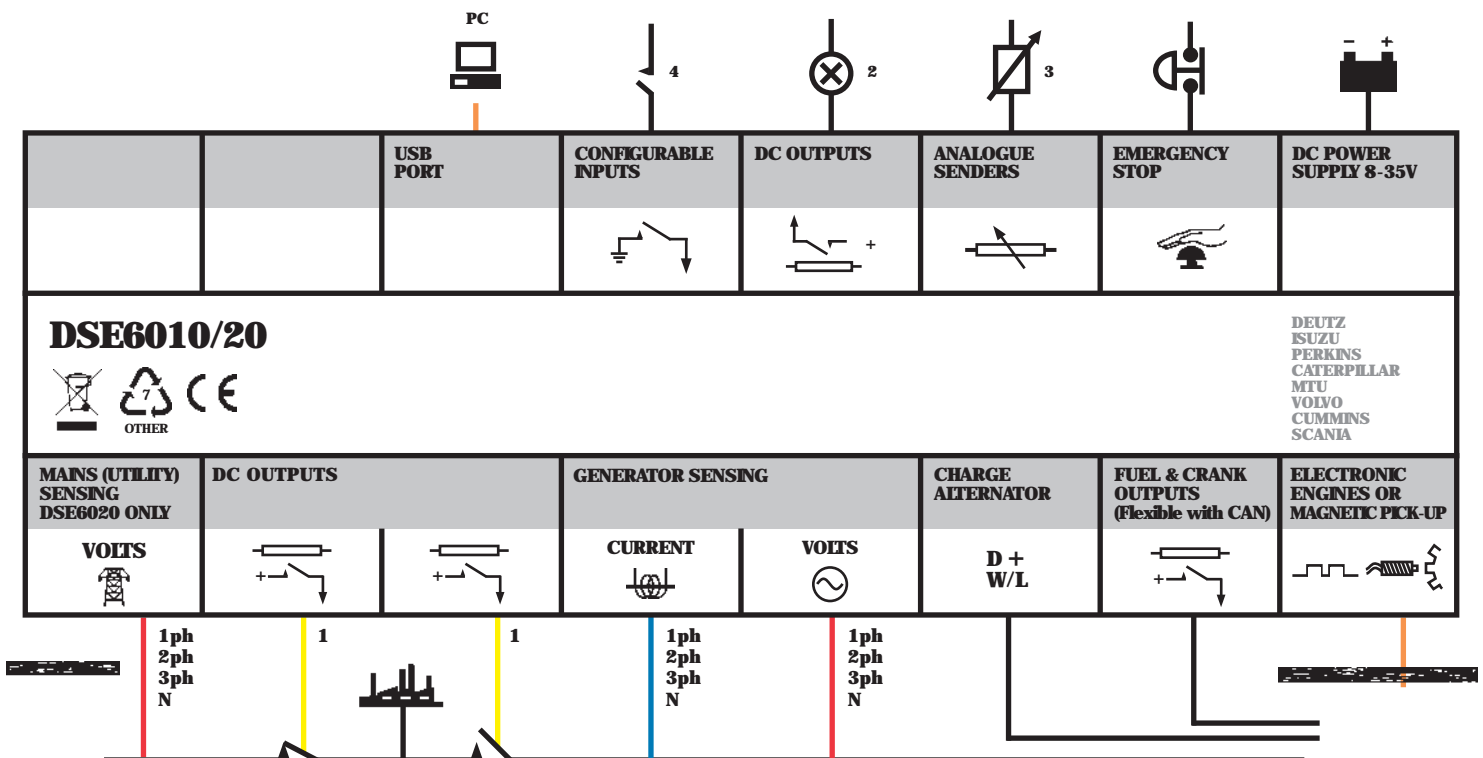 PC
4
2
3
- +
USB
PORT
CONFIGURABLE
INPUTS
DC OUTPUTS
ANALOGUE
SENDERS
EMERGENCY
STOP
DC POWER
SUPPLY 8-35V
+
DSE6010/20
7
OTHER
CE
DEUTZ
ISUZU
PERKINS
CATERPILLAR
MTU
VOLVO
CUMMINS
SCANIA
MAINS (UTILITY)
SENSING
DSE6020 ONLY
DC OUTPUTS
GENERATOR SENSING
CHARGE
ALTERNATOR
FUEL & CRANK
OUTPUTS
(Flexible with CAN)
ELECTRONIC
ENGINES OR
MAGNETIC PICK-UP
VOLTS
+
+
CURRENT
VOLTS
D +
W/L
+
1ph
2ph
3ph
N
1
1
1ph
2ph
3ph
N
1ph
2ph
3ph
N